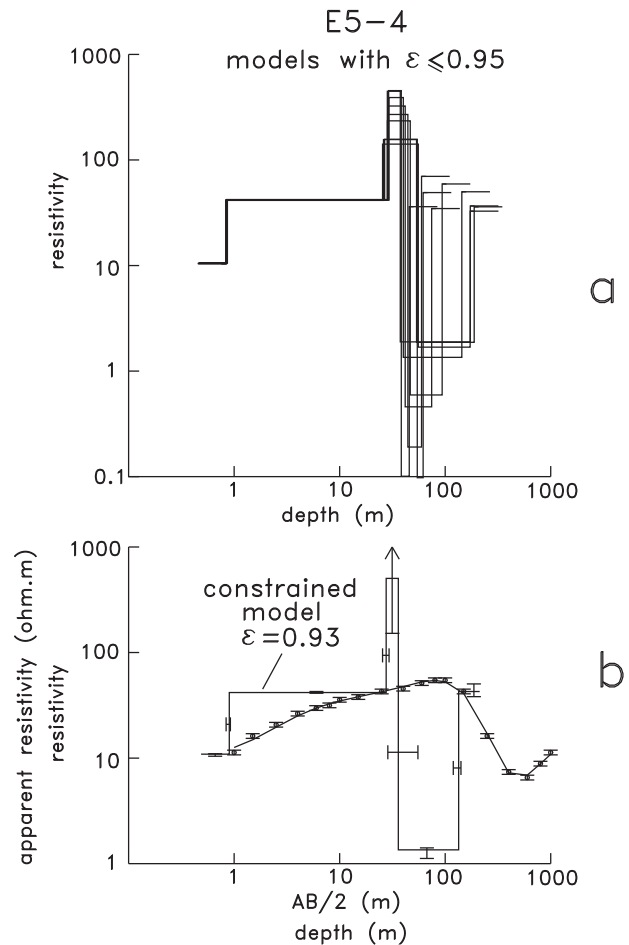 E5-4
models with ε ⩽0.95
1000
100
10
1
0.1
resistivity
1
10
100
1000
depth (m)
a
1000
100
10
1
apparent resistivity (ohm.m)
resistivity
constrained
model
ε=0.93
b
1
10
100
1000
AB/2 (m)
depth (m)